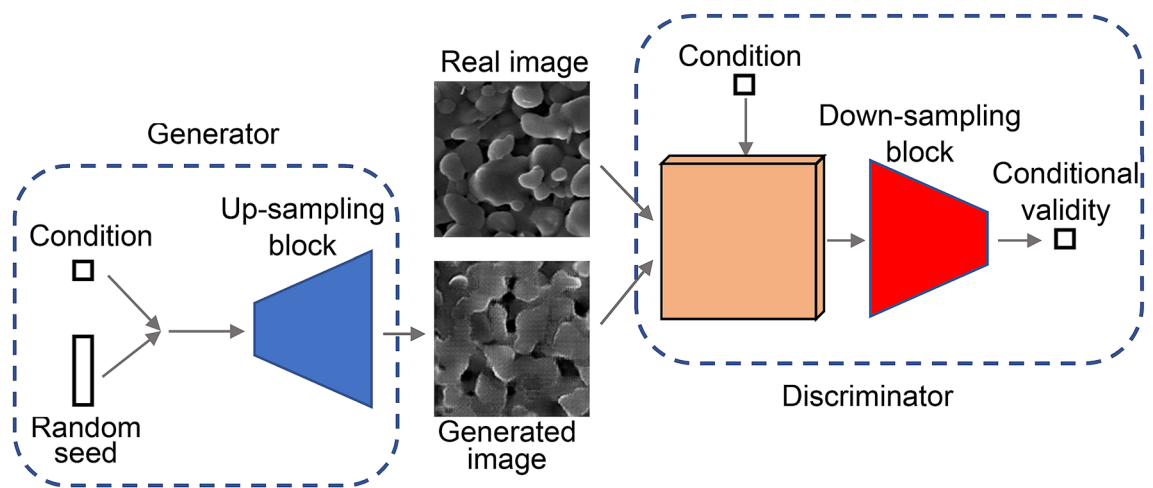 Generator
Condition
Up-sampling
block
Random
seed
Real image
Generated
image
Condition
Down-sampling
block
Conditional
validity
Discriminator